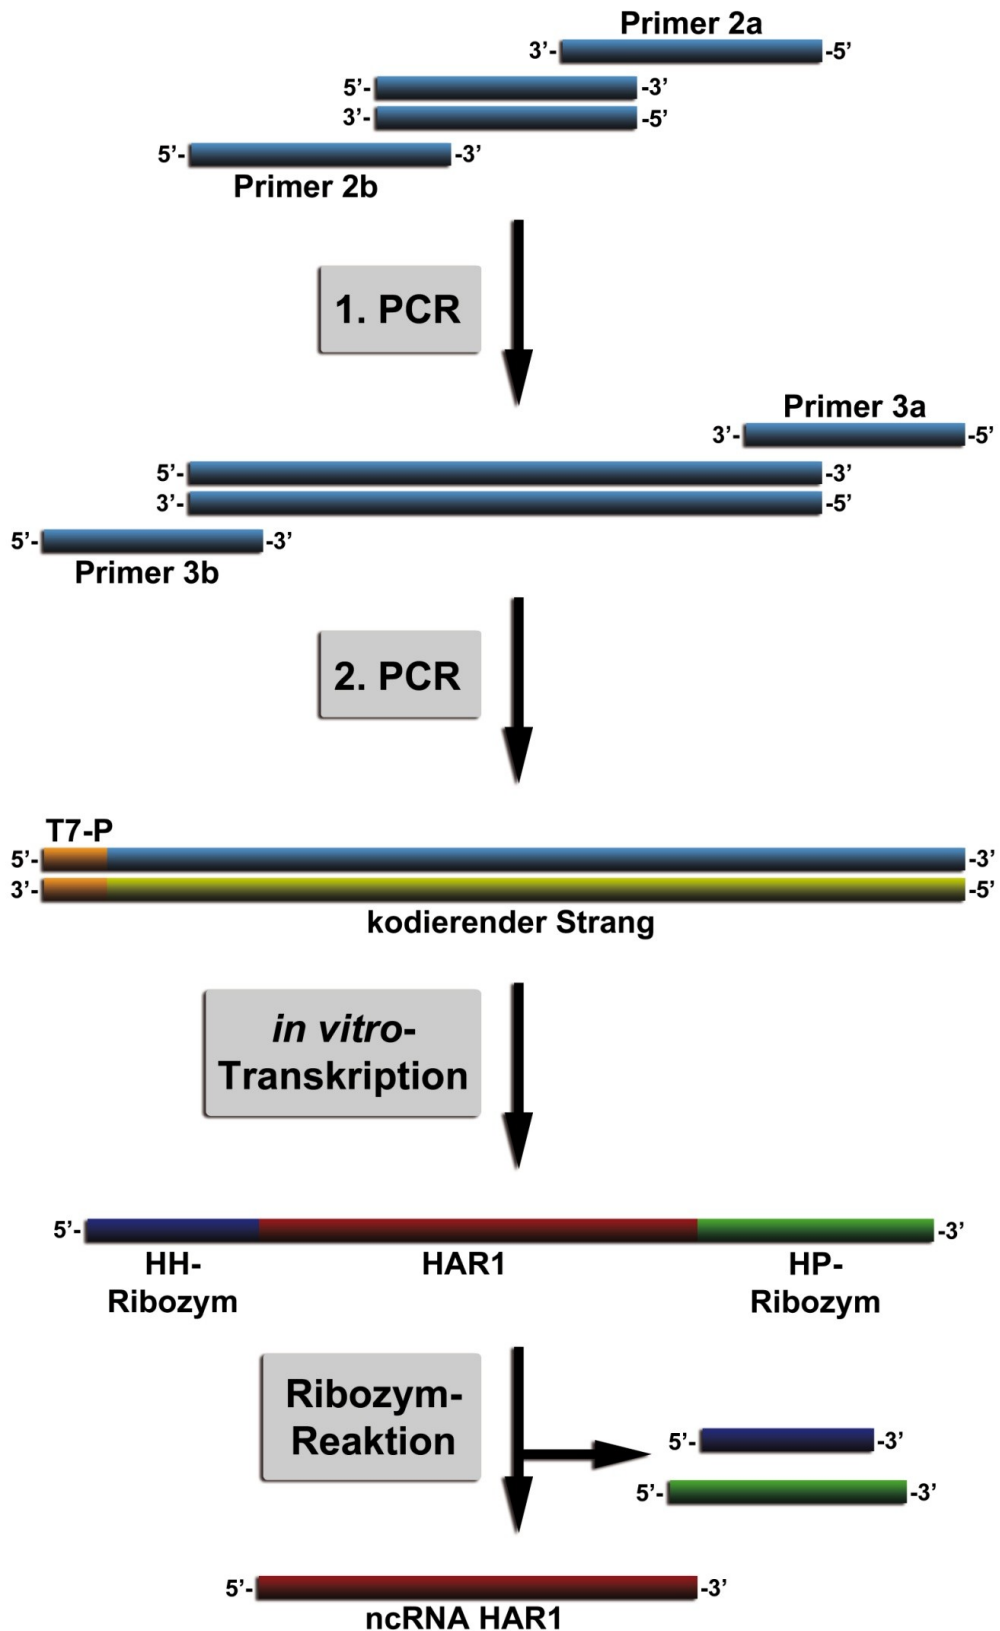 Primer 2a
3’- -5’
5’- -3’
3’- -5’
5’- -3’
Primer 2b
1. PCR
Primer 3a
3’- -5’
5’- -3’
3’- -5’
5’- -3’
Primer 3b
2. PCR
T7-P
5’- -3’
3’- -5’
kodierender Strang
in vitro-
Transkription
5’- -3’
HH-
Ribozym
HAR1
HP-
Ribozym
Ribozym-
Reaktion
5’- -3’
5’- -3’
5’- -3’
ncRNA HAR1